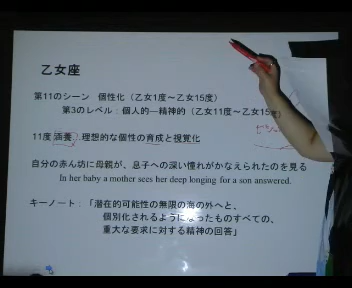 乙女座
第11のシーン 個性化（乙女1度～乙女15度）
第3のレベル：個人的―精神的（乙女11度～乙女15度）
11度 涵養：理想的な個性の育成と視覚化
自分の赤ん坊に母親が、息子への深い憧れがかなえられたのを見る
In her baby a mother sees her deep longing for a son answered.
キーノート：「潜在的可能性の無限の海の外へと、
個別化されるようになったものすべての、
重大な要求に対する精神の回答」